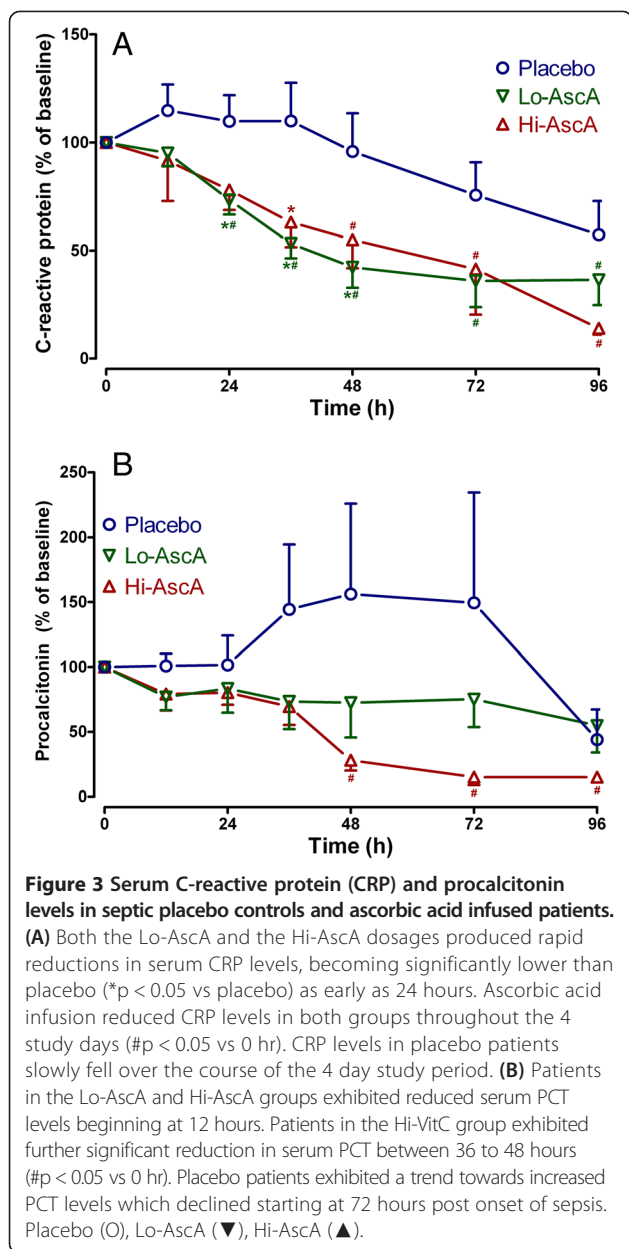 A
150
100
50
0
C-reactive protein (% of baseline)
Placebo
Lo-AscA
Hi-AscA
*#
*
*#
#
*#
#
#
#
#
0
24
48
72
96
Time (h)
B
250
200
150
100
50
0
Procalcitonin (% of baseline)
Placebo
Lo-AscA
Hi-AscA
#
#
#
0
24
48
72
96
Time (h)
Figure 3 Serum C-reactive protein (CRP) and procalcitonin
levels in septic placebo controls and ascorbic acid infused patients.
(A) Both the Lo-AscA and the Hi-AscA dosages produced rapid
reductions in serum CRP levels, becoming significantly lower than
placebo (*p < 0.05 vs placebo) as early as 24 hours. Ascorbic acid
infusion reduced CRP levels in both groups throughout the 4
study days (#p < 0.05 vs 0 hr). CRP levels in placebo patients
slowly fell over the course of the 4 day study period. (B) Patients
in the Lo-AscA and Hi-AscA groups exhibited reduced serum PCT
levels beginning at 12 hours. Patients in the Hi-VitC group exhibited
further significant reduction in serum PCT between 36 to 48 hours
(#p < 0.05 vs 0 hr). Placebo patients exhibited a trend towards increased
PCT levels which declined starting at 72 hours post onset of sepsis.
Placebo (O), Lo-AscA (▼), Hi-AscA (▲).